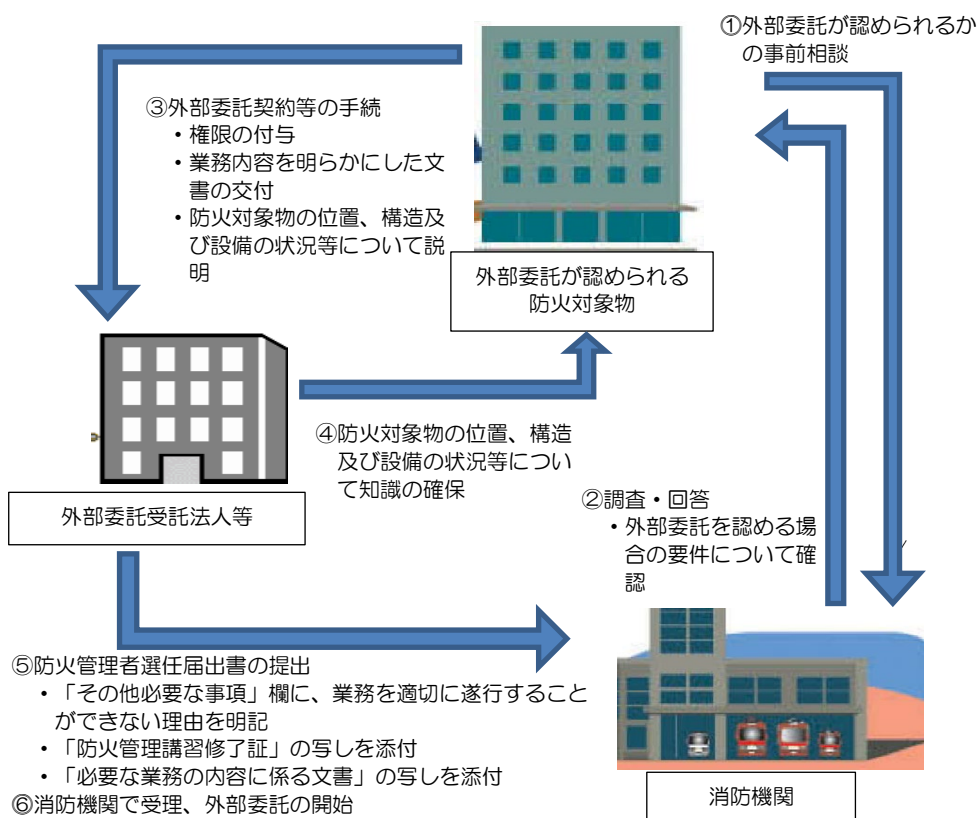 ①外部委託が認められるか
の事前相談
③外部委託契約等の手続
・権限の付与
・業務内容を明らかにした文
書の交付
・防火対象物の位置、構造及
び設備の状況等について説
明
外部委託が認められる
防火対象物
④防火対象物の位置、構造
及び設備の状況等につい
て知識の確保
外部委託受託法人等
②調査・回答
・外部委託を認める場
合の要件について確
認
⑤防火管理者選任届出書の提出
・「その他必要な事項」欄に、業務を適切に遂行すること
ができない理由を明記
・「防火管理講習修了証」の写しを添付
・「必要な業務の内容に係る文書」の写しを添付
⑥消防機関で受理、外部委託の開始
消防機関